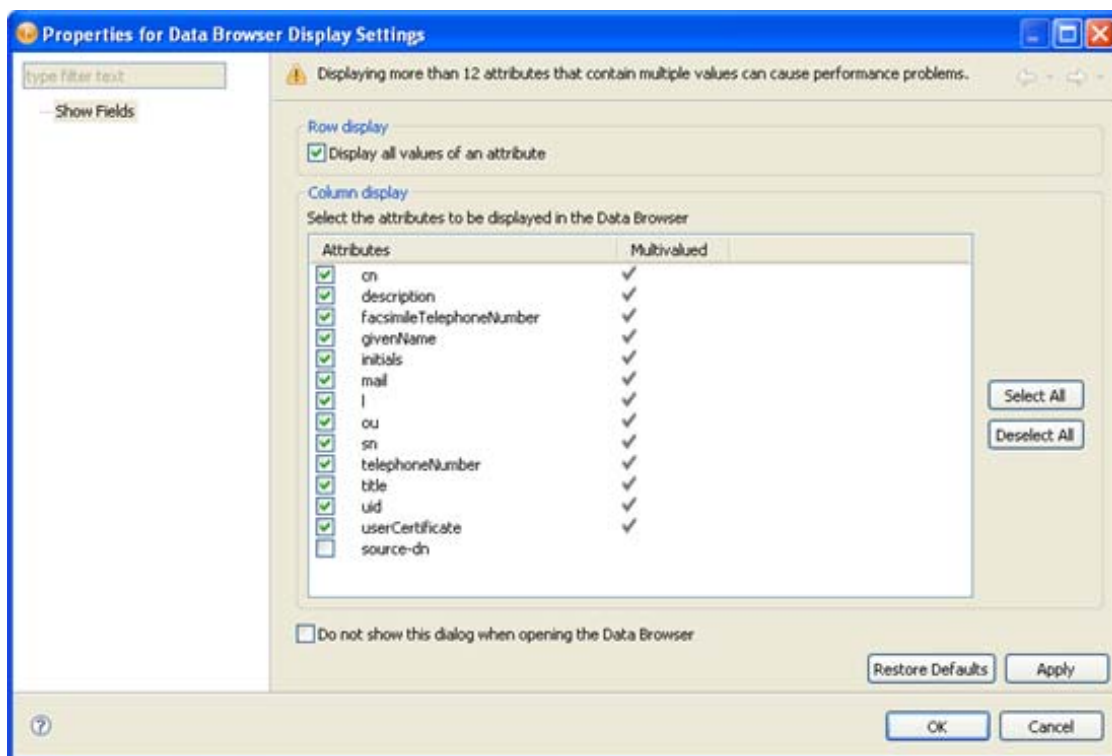 Properties for Data Browser Display Settings
type filter text
Displaying more than 12 attributes that contain multiple values can cause performance problems.
Show Fields
Row display
Display all values of an attribute
Column display
Select the attributes to be displayed in the Data Browser
Attributes Multivalued
cn
description
facsimileTelephoneNumber
givenName
initials
mail
l
ou
sn
telephoneNumber
title
uid
userCertificate
source-dn
Select All
Deselect All
Do not show this dialog when opening the Data Browser
Restore Defaults Apply
? OK Cancel